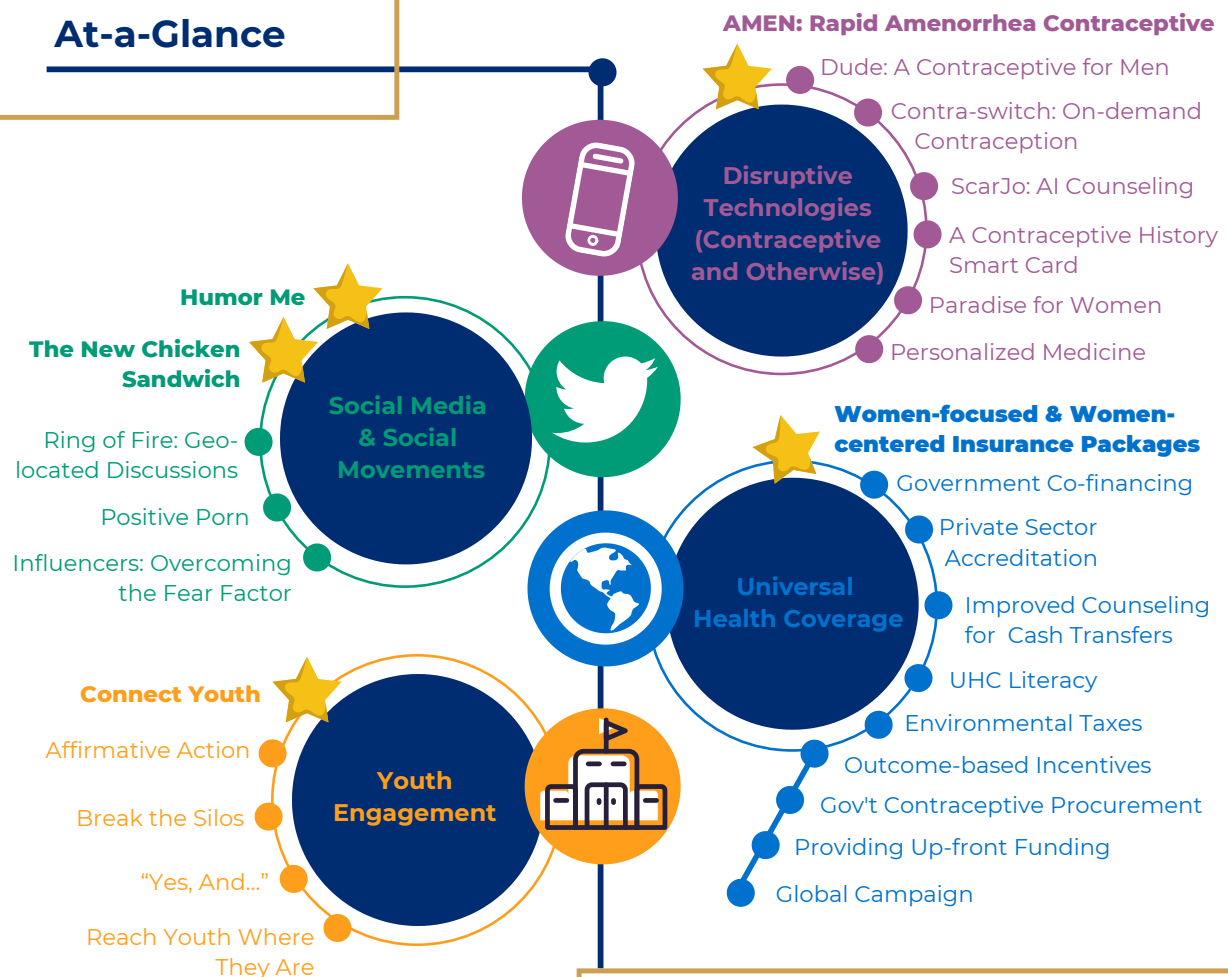 At-a-Glance
AMEN: Rapid Amenorrhea Contraceptive
Dude: A Contraceptive for Men
Contra-switch: On-demand
Contraception
ScarJo: AI Counseling
A Contraceptive History
Smart Card
Paradise for Women
Personalized Medicine
Disruptive
Technologies
(Contraceptive
and Otherwise)
Humor Me
The New Chicken
Sandwich
Ring of Fire: Geo-
located Discussions
Positive Porn
Influencers: Overcoming
the Fear Factor
Social Media
& Social
Movements
Women-focused & Women-
centered Insurance Packages
Government Co-financing
Private Sector
Accreditation
Improved Counseling
for Cash Transfers
UHC Literacy
Environmental Taxes
Outcome-based Incentives
Gov't Contraceptive Procurement
Providing Up-front Funding
Global Campaign
Universal
Health Coverage
Connect Youth
Affirmative Action
Break the Silos
“Yes, And...”
Reach Youth Where
They Are
Youth
Engagement